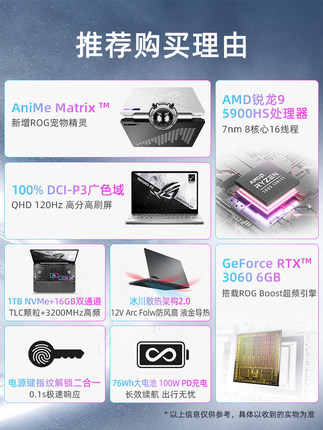 推荐购买理由
AniMe Matrix ™
新增ROG宠物精灵
AMD锐龙9
5900HS处理器
7nm 8核心16线程
AMD
RYZEN
100% DCI-P3广色域
QHD 120Hz 高分高刷屏
1TB NVMe+16GB双通道
TLC颗粒+3200MHz高频
冰川散热架构2.0
12V Arc Folw防风扇 液金导热
GeForce RTX™
3060 6GB
搭载ROG Boost超频引擎
电源键指纹解锁二合一
0.1s极速响应
76Wh大电池 100W PD充电
长效续航 出行无忧
* 以上信息仅供参考，具体以收到的实物为准